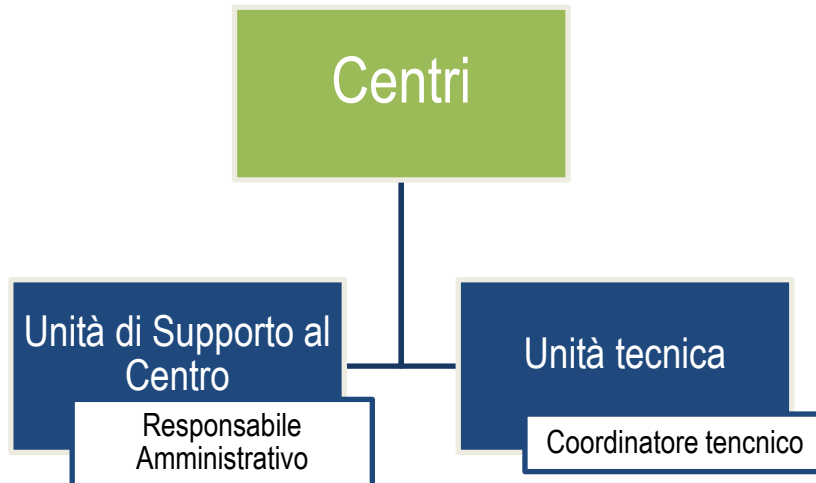 Centri
Unità di Supporto al
Centro
Responsabile
Amministrativo
Unità tecnica
Coordinatore tencnico